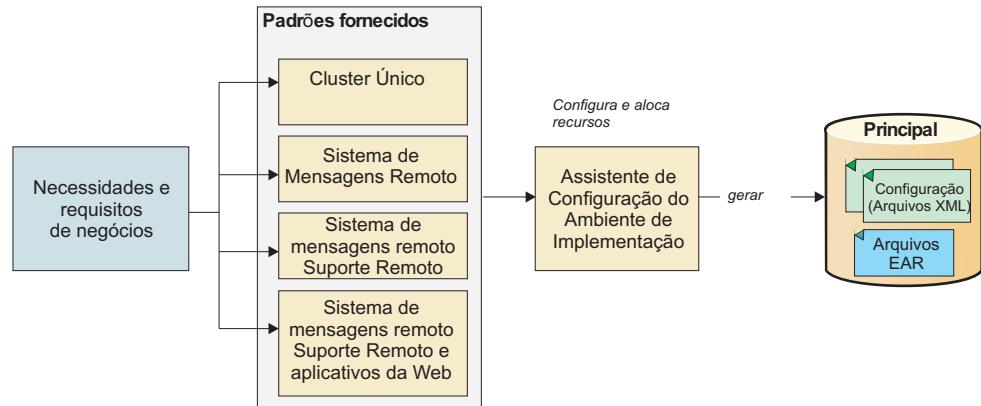 Padrões fornecidos
Cluster Único
Sistema de
Mensagens Remoto
Sistema de
mensagens remoto
Suporte Remoto
Sistema de
mensagens remoto
Suporte Remoto e
aplicativos da Web
Necessidades e
requisitos
de negócios
Configura e aloca
recursos
Assistente de
Configuração do
Ambiente de
Implementação
gerar
Principal
Configuração
(Arquivos XML)
Arquivos
EAR